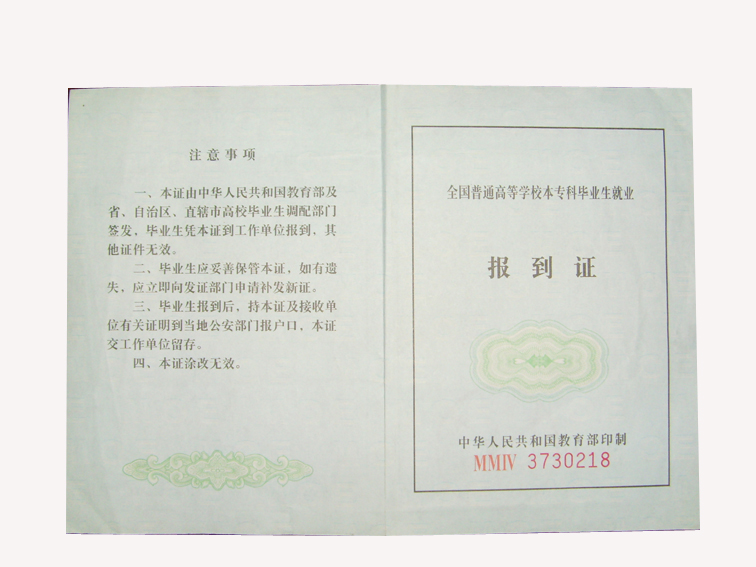 注意事项
一、本证由中华人民共和国教育部及
省、自治区、直辖市高校毕业生调配部门
签发，毕业生凭本证到工作单位报到，其
他证件无效。
二、毕业生应妥善保管本证，如有遗
失，应立即向发证部门申请补发新证。
三、毕业生报到后，持本证及接收单
位有关证明到当地公安部门报户口，本证
交工作单位留存。
四、本证涂改无效。
全国普通高等学校本专科毕业生就业
报到证
中华人民共和国教育部印制
MMIV 3730218